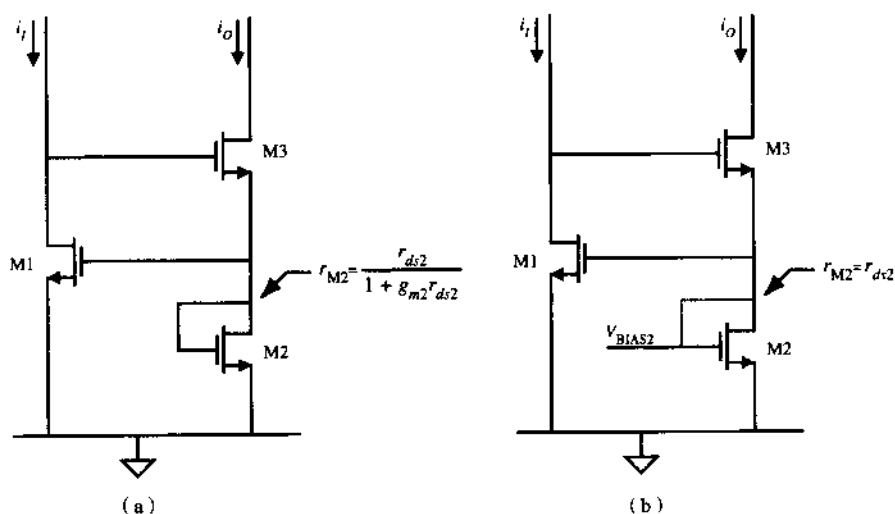 i_I
i_O
M3
M1
r_M2 = r_ds2 / (1 + g_m2 r_ds2)
M2
(a)
i_I
i_O
M3
M1
r_M2 = r_ds2
V_BIAS2
M2
(b)